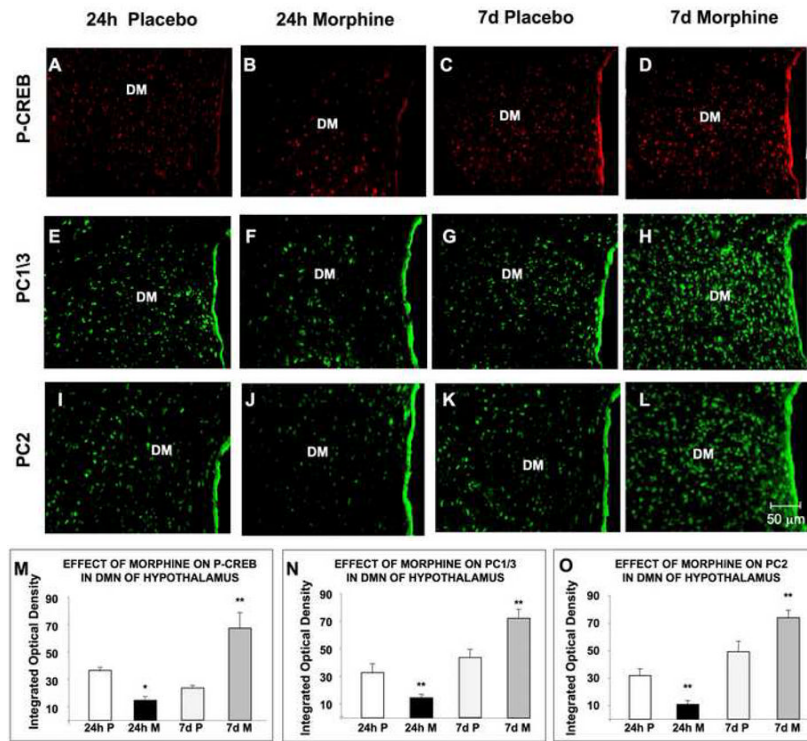 24h Placebo
24h Morphine
7d Placebo
7d Morphine
P-CREB
A
DM
B
DM
C
DM
D
DM
PC1\3
E
DM
F
DM
G
DM
H
DM
PC2
I
DM
J
DM
K
DM
L
DM
50 μm
M
EFFECT OF MORPHINE ON P-CREB
IN DMN OF HYPOTHALAMUS
Integrated Optical Density
90
70
50
30
10
*
**
24h P
24h M
7d P
7d M
N
EFFECT OF MORPHINE ON PC1/3
IN DMN OF HYPOTHALAMUS
Integrated Optical Density
90
70
50
30
10
**
**
24h P
24h M
7d P
7d M
O
EFFECT OF MORPHINE ON PC2
IN DMN OF HYPOTHALAMUS
Integrated Optical Density
90
70
50
30
10
**
**
24h P
24h M
7d P
7d M